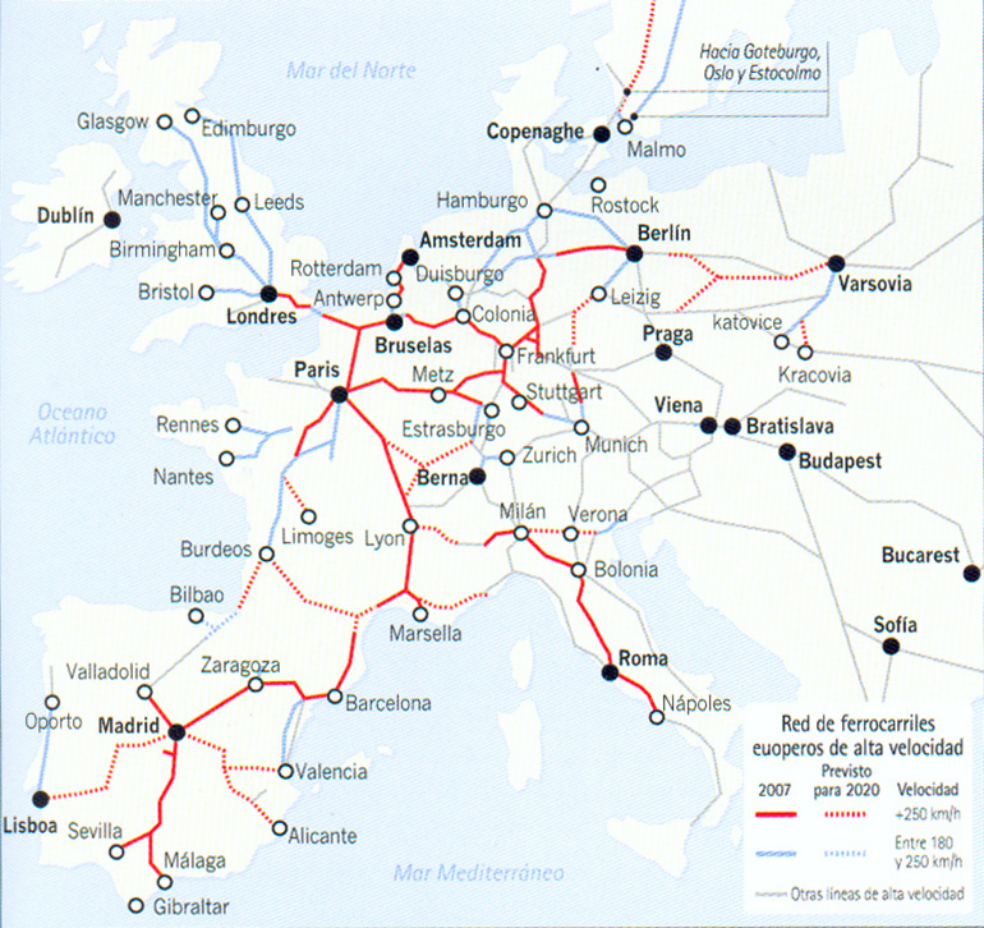 Mar del Norte
Hacia Goteburgo,
Oslo y Estocolmo
Glasgow
Edimburgo
Copenaghe
Malmo
Manchester
Leeds
Hamburgo
Rostock
Dublín
Birmingham
Amsterdam
Berlín
Rotterdam
Duisburgo
Bristol
Antwerp
Leizig
Varsovia
Londres
Colonia
Bruselas
Praga
katovice
Paris
Metz
Frankfurt
Kracovia
Stuttgart
Oceano
Atlántico
Rennes
Estrasburgo
Viena
Bratislava
Munich
Nantes
Berna
Zurich
Budapest
Limoges
Lyon
Milán
Verona
Burdeos
Bolonia
Bucarest
Bilbao
Marsella
Sofía
Valladolid
Zaragoza
Roma
Oporto
Madrid
Barcelona
Nápoles
Valencia
Lisboa
Sevilla
Alicante
Málaga
Mar Mediterráneo
Gibraltar
Red de ferrocarriles
euoperos de alta velocidad
2007
Previsto
para 2020
Velocidad
+250 km/h
Entre 180
y 250 km/h
Otras líneas de alta velocidad